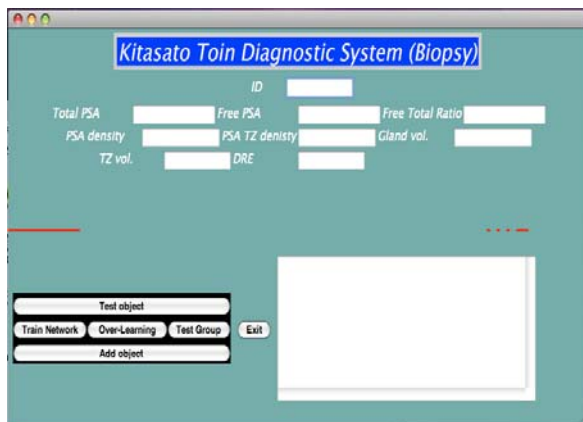 Kitasato Toin Diagnostic System (Biopsy)
ID
Total PSA Free PSA Free Total Ratio
PSA density PSA TZ denisty Gland vol.
TZ vol. DRE
Test object
Train Network Over-Learning Test Group Exit
Add object